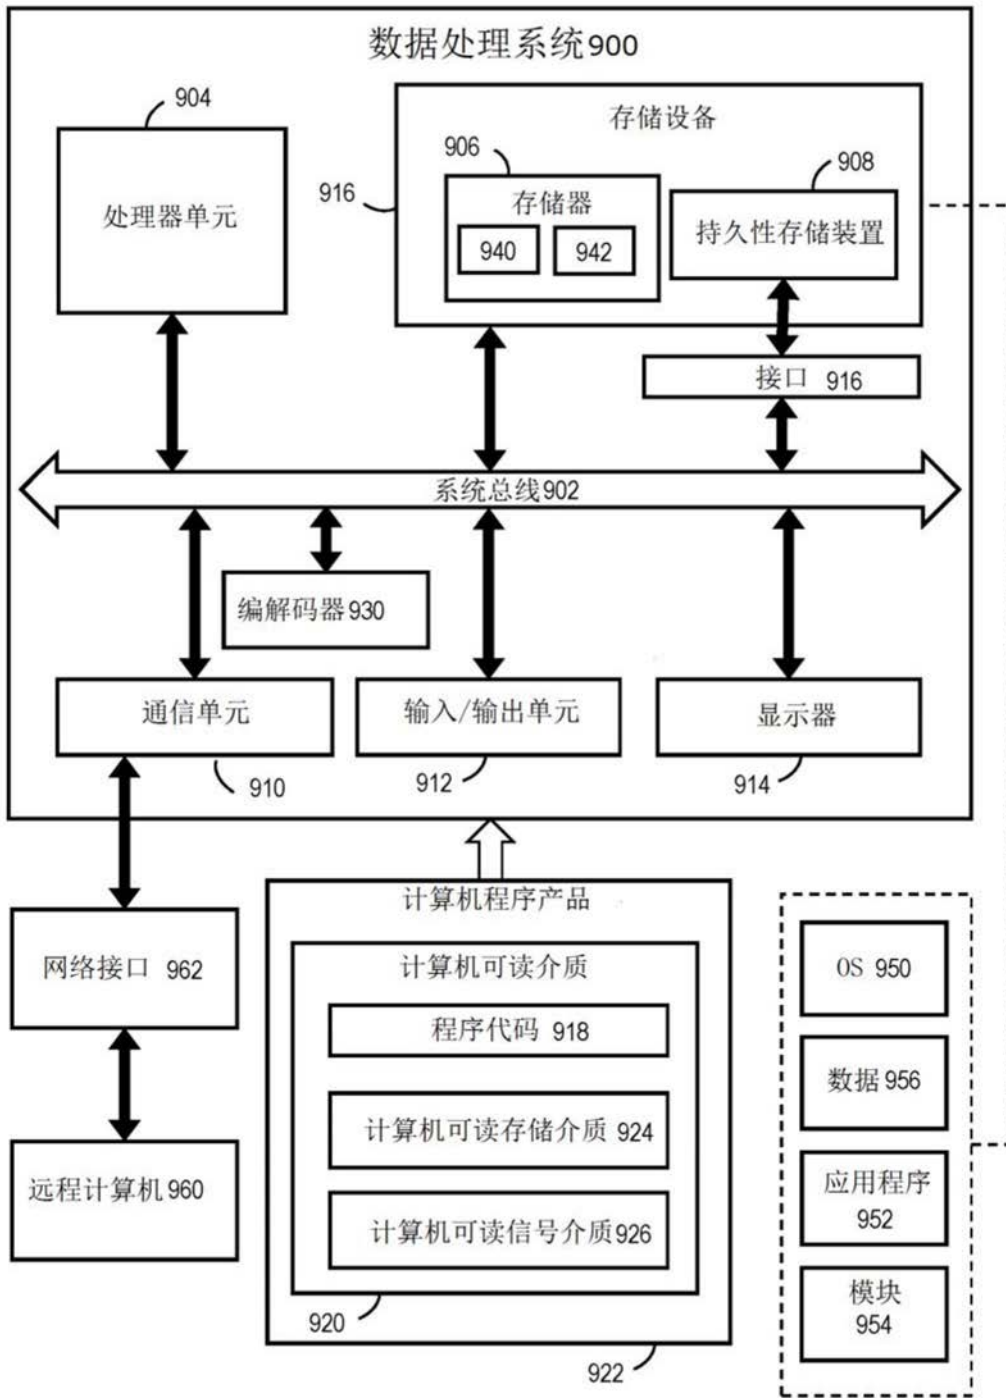 数据处理系统900
904
处理器单元
存储设备
916
906
存储器
940
942
908
持久性存储装置
接口 916
系统总线902
编解码器930
通信单元
910
输入/输出单元
912
显示器
914
网络接口 962
远程计算机960
计算机程序产品
计算机可读介质
程序代码 918
计算机可读存储介质 924
计算机可读信号介质926
920
922
OS 950
数据956
应用程序
952
模块
954